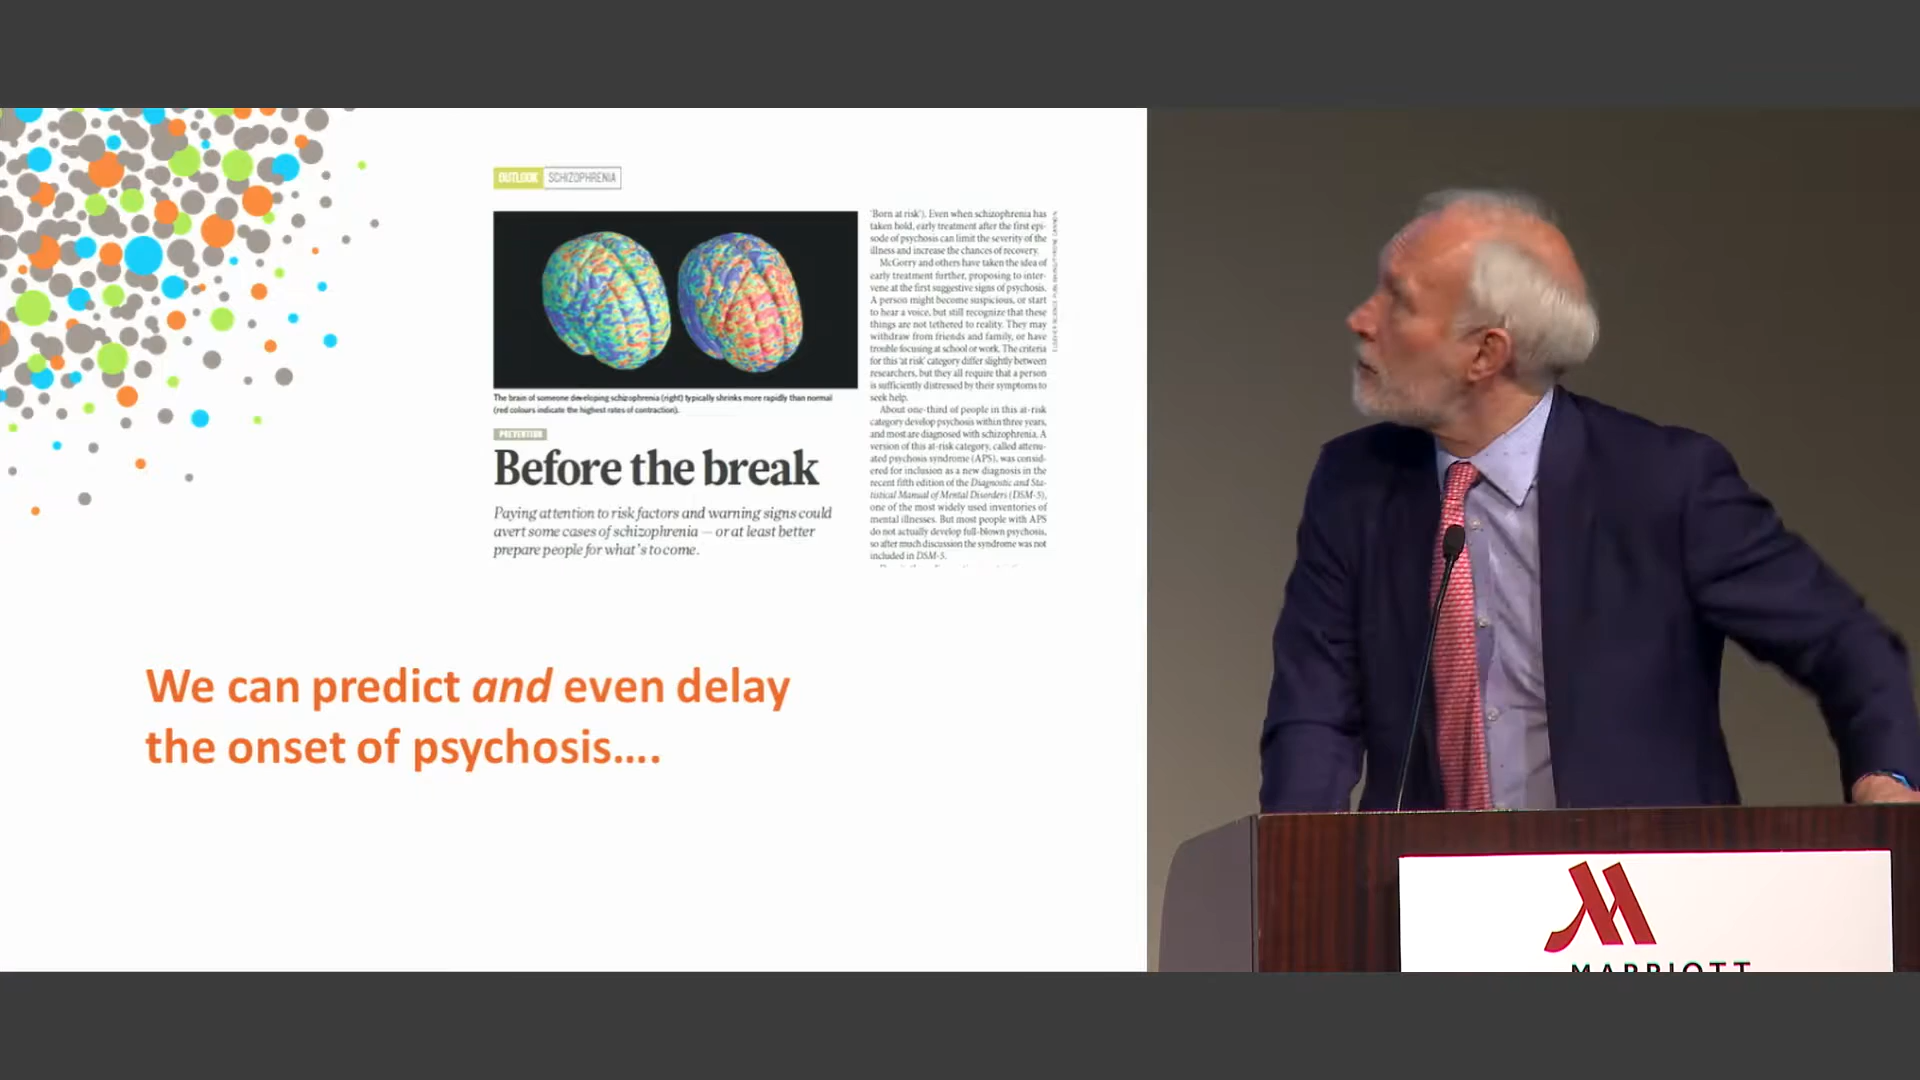 OUTLOOK SCHIZOPHRENIA
The brain of someone developing schizophrenia (right) typically shrinks more rapidly than normal
(red colours indicate the highest rates of contraction).
PREVENTION
Before the break
Paying attention to risk factors and warning signs could
avert some cases of schizophrenia — or at least better
prepare people for what's to come.
'Born at risk'). Even when schizophrenia has
taken hold, early treatment after the first epi-
sode of psychosis can limit the severity of the
illness and increase the chances of recovery.
McGorry and others have taken the idea of
early treatment further, proposing to inter-
vene at the first suggestive signs of psychosis.
A person might become suspicious, or start
to hear a voice, but still recognize that these
things are not tethered to reality. They may
withdraw from friends and family, or have
trouble focusing at school or work. The criteria
for this 'at risk' category differ slightly between
researchers, but they all require that a person
is sufficiently distressed by their symptoms to
seek help.
About one-third of people in this at-risk
category develop psychosis within three years,
and most are diagnosed with schizophrenia. A
version of this at-risk category, called attenu-
ated psychosis syndrome (APS), was consid-
ered for inclusion as a new diagnosis in the
recent fifth edition of the Diagnostic and Sta-
tistical Manual of Mental Disorders (DSM-5),
one of the most widely used inventories of
mental illnesses. But most people with APS
do not actually develop full-blown psychosis,
so after much discussion the syndrome was not
included in DSM-5.
We can predict and even delay
the onset of psychosis....
MARRIOTT